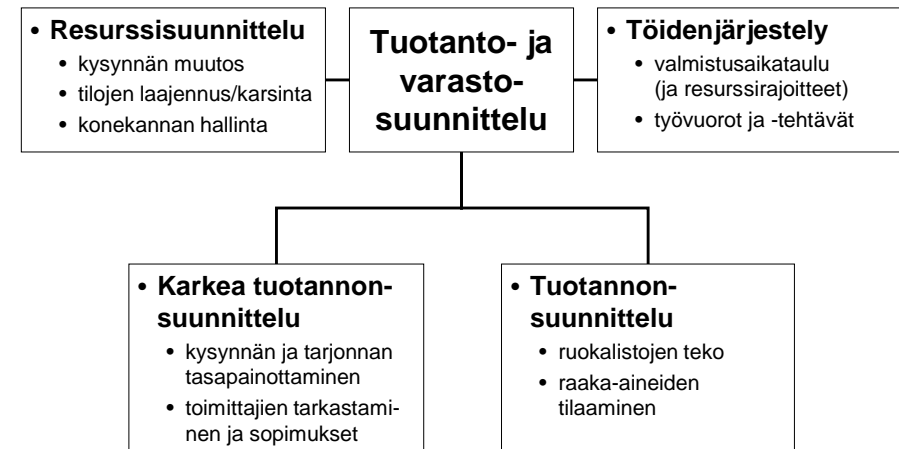 • Resurssisuunnittelu
• kysynnän muutos
• tilojen laajennus/karsinta
• konekannan hallinta
Tuotanto- ja
varasto-
suunnittelu
• Töidenjärjestely
• valmistusaikataulu
(ja resurssirajoitteet)
• työvuorot ja -tehtävät
• Karkea tuotannon-
suunnittelu
• kysynnän ja tarjonnan
tasapainottaminen
• toimittajien tarkastami-
nen ja sopimukset
• Tuotannon-
suunnittelu
• ruokalistojen teko
• raaka-aineiden
tilaaminen